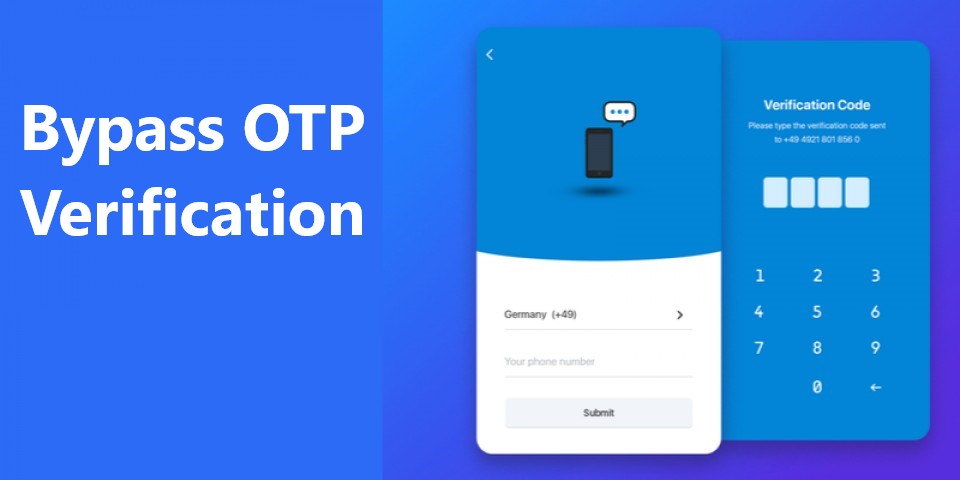 Bypass OTP
Verification
Germany (+49)
Your phone number
Submit
Verification Code
Please type the verification code sent
to +49 4921 801 856 0
1 2 3
4 5 6
7 8 9
0 ←